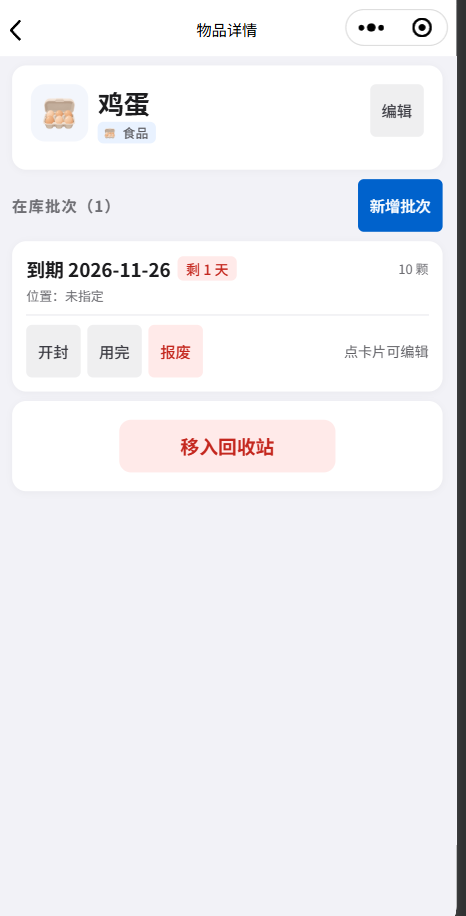 物品详情
鸡蛋
编辑
食品
在库批次（1）
新增批次
到期 2026-11-26 剩 1 天
10 颗
位置：未指定
开封 用完 报废 点卡片可编辑
移入回收站